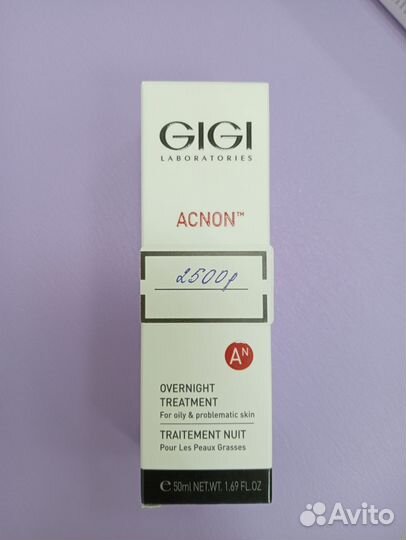 GIGI
LABORATORIES
ACNON™
2500р
AN
OVERNIGHT
TREATMENT
For oily & problematic skin
TRAITEMENT NUIT
Pour Les Peaux Grasses
e 50ml NET.WT. 1.69 FL.OZ
Avito